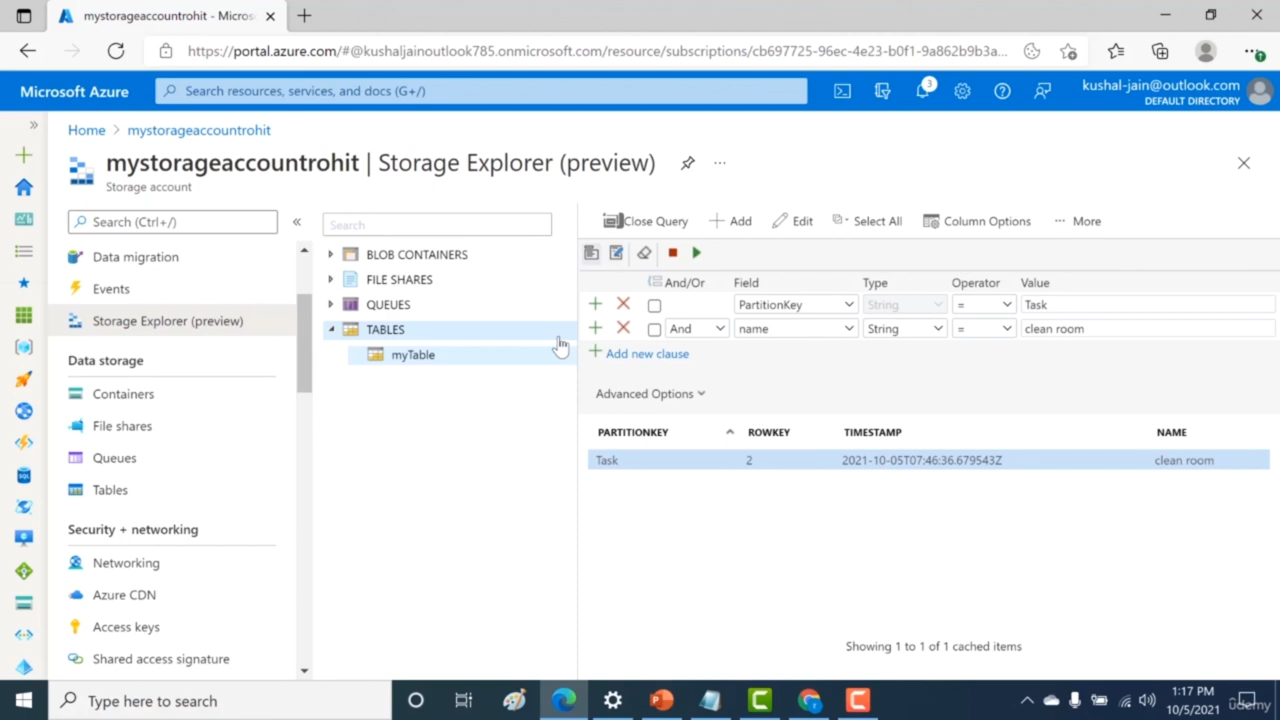 mystorageaccountrohit - Micros
https://portal.azure.com/#@kushaljainoutlook785.onmicrosoft.com/resource/subscriptions/cb697725-96ec-4e23-b0f1-9a862b9b3a...
Microsoft Azure
Search resources, services, and docs (G+/)
3
kushal-jain@outlook.com
DEFAULT DIRECTORY
Home > mystorageaccountrohit
mystorageaccountrohit | Storage Explorer (preview)
Storage account
Search (Ctrl+/)
Data migration
Events
Storage Explorer (preview)
Data storage
Containers
File shares
Queues
Tables
Security + networking
Networking
Azure CDN
Access keys
Shared access signature
Search
BLOB CONTAINERS
FILE SHARES
QUEUES
TABLES
myTable
Close Query Add Edit Select All Column Options More
And/Or Field Type Operator Value
PartitionKey String = Task
And name String = clean room
Add new clause
Advanced Options
PARTITIONKEY ROWKEY TIMESTAMP NAME
Task 2 2021-10-05T07:46:36.679543Z clean room
Showing 1 to 1 of 1 cached items
Type here to search
1:17 PM
10/5/2021
udemy